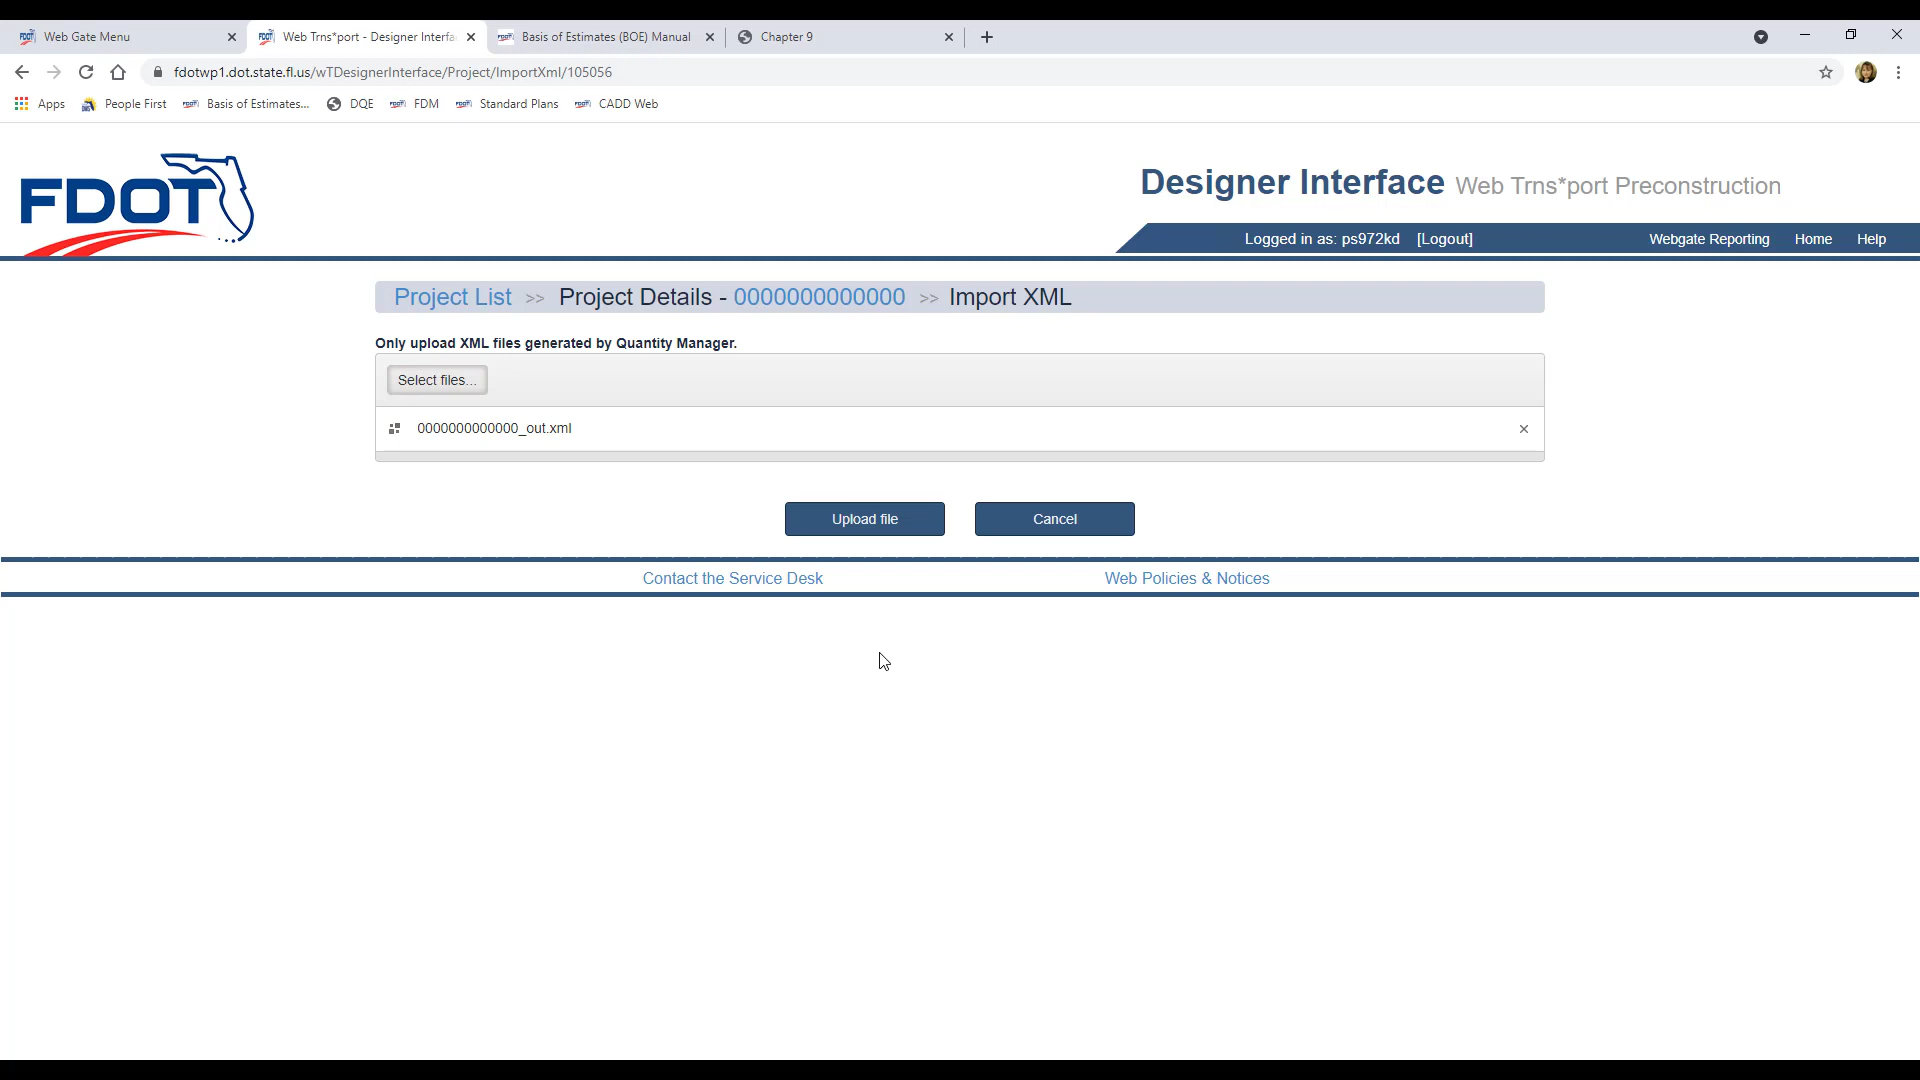 Web Gate Menu
Web Trns*port - Designer Interfa
Basis of Estimates (BOE) Manual
Chapter 9
fdotwp1.dot.state.fl.us/wTDesignerInterface/Project/ImportXml/105056
Apps
People First
Basis of Estimates...
DQE
FDM
Standard Plans
CADD Web
FDOT
Designer Interface Web Trns*port Preconstruction
Logged in as: ps972kd [Logout]
Webgate Reporting
Home
Help
Project List >> Project Details - 0000000000000 >> Import XML
Only upload XML files generated by Quantity Manager.
Select files...
0000000000000_out.xml
Upload file
Cancel
Contact the Service Desk
Web Policies & Notices